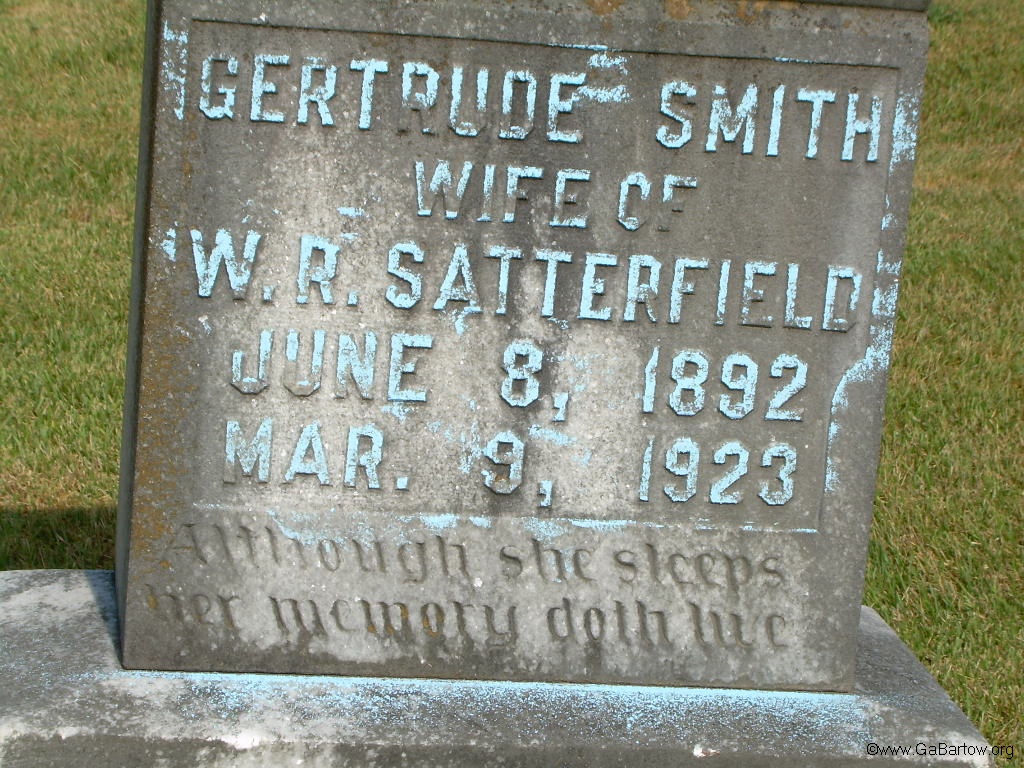 GERTRUDE SMITH
WIFE OF
W. R. SATTERFIELD
JUNE 8, 1892
MAR. 9, 1923
Although she sleeps
her memory doth live
©www.GaBartow.org